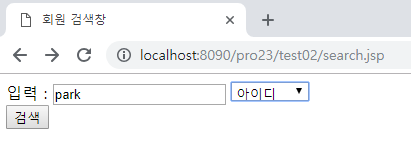 회원 검색창
localhost:8090/pro23/test02/search.jsp
입력 : park 아이디
검색